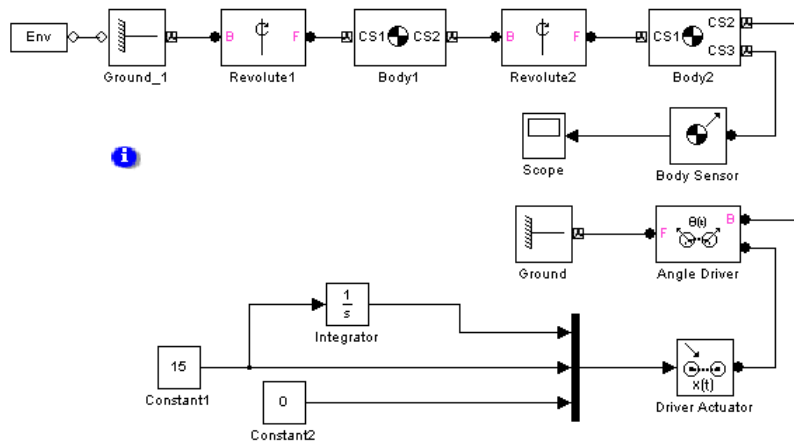 Env
Ground_1
B F
Revolute1
CS1 CS2
Body1
B F
Revolute2
CS1 CS2
CS3
Body2
i
Scope
Body Sensor
Ground
F θ(t) B
Angle Driver
1
s
Integrator
15
Constant1
0
Constant2
x(t)
Driver Actuator